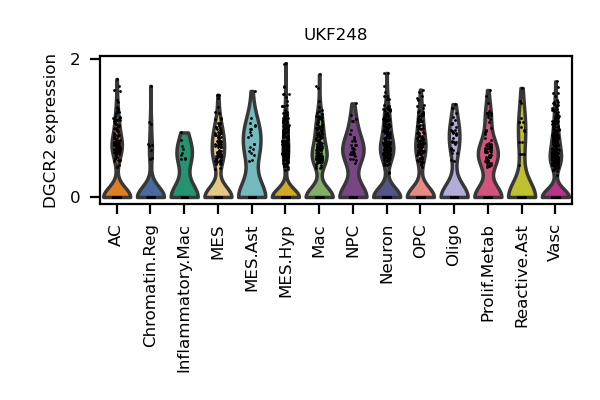 UKF248
DGCR2 expression
2
0
AC
Chromatin.Reg
Inflammatory.Mac
MES
MES.Ast
MES.Hyp
Mac
NPC
Neuron
OPC
Oligo
Prolif.Metab
Reactive.Ast
Vasc